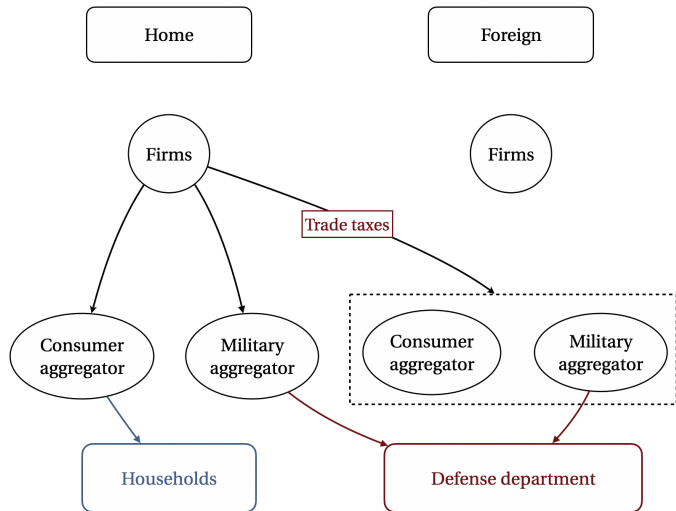 Home
Foreign
Firms
Firms
Trade taxes
Consumer
aggregator
Military
aggregator
Consumer
aggregator
Military
aggregator
Households
Defense department